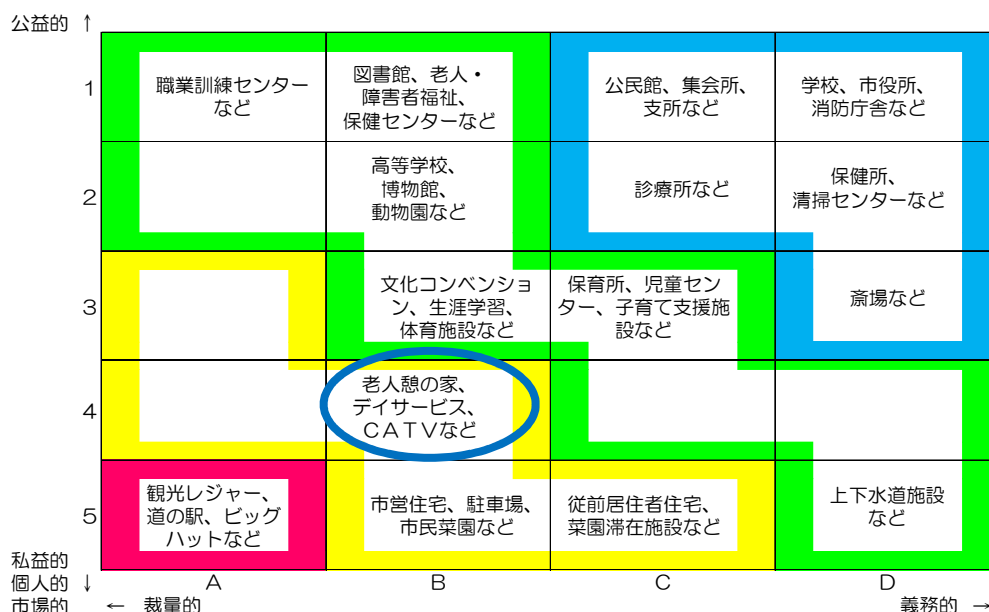 公益的 ↑
1
職業訓練センター
など
図書館、老人・
障害者福祉、
保健センターなど
公民館、集会所、
支所など
学校、市役所、
消防庁舎など
2
高等学校、
博物館、
動物園など
診療所など
保健所、
清掃センターなど
3
文化コンベンショ
ン、生涯学習、
体育施設など
保育所、児童セン
ター、子育て支援施
設など
斎場など
4
老人憩の家、
デイサービス、
CATVなど
5
観光レジャー、
道の駅、ビッグ
ハットなど
市営住宅、駐車場、
市民菜園など
従前居住者住宅、
菜園滞在施設など
上下水道施設
など
私益的
個人的 ↓
市場的
A
B
C
D
← 裁量的
義務的 →